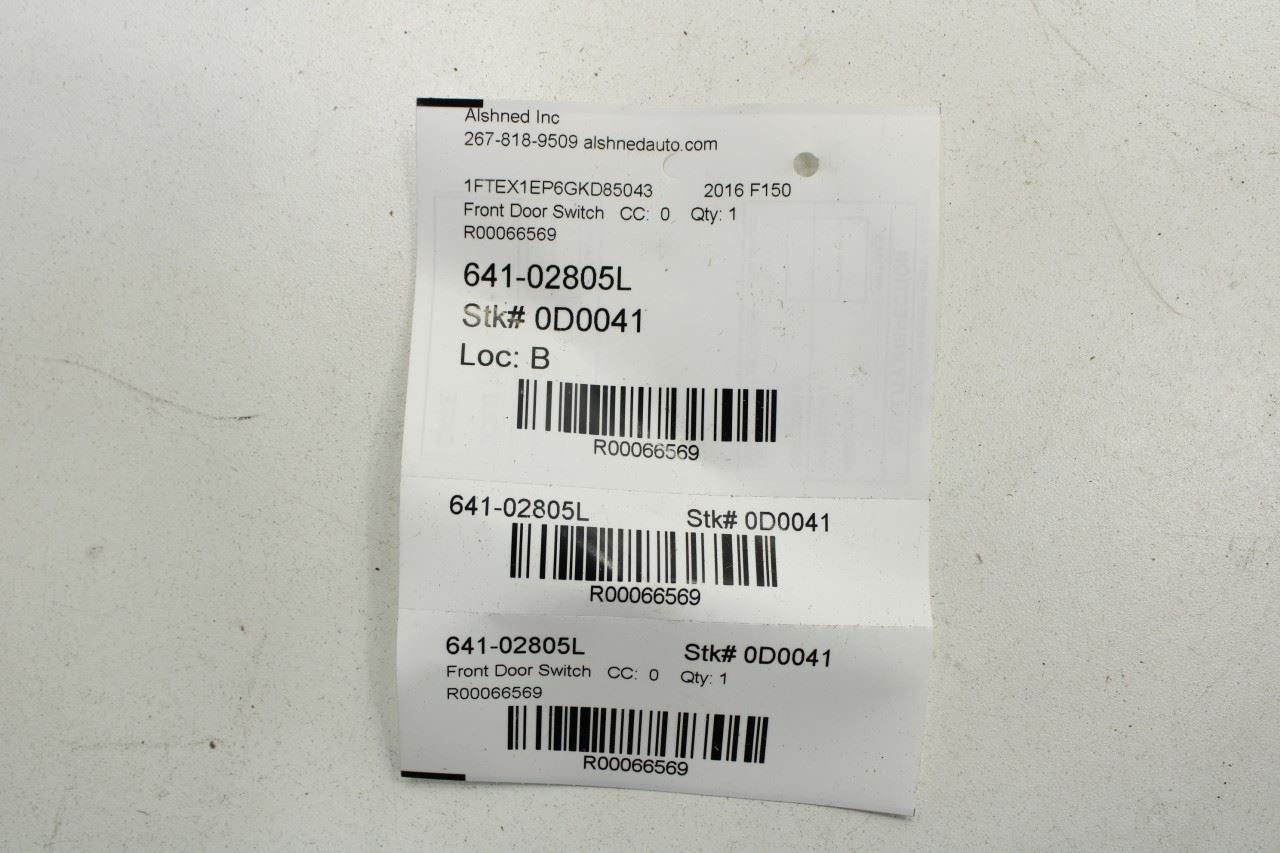 Alshned Inc
267-818-9509 alshnedauto.com
1FTEX1EP6GKD85043 2016 F150
Front Door Switch CC: 0 Qty: 1
R00066569
641-02805L
Stk# 0D0041
Loc: B
R00066569
641-02805L Stk# 0D0041
R00066569
641-02805L Stk# 0D0041
Front Door Switch CC: 0 Qty: 1
R00066569
R00066569